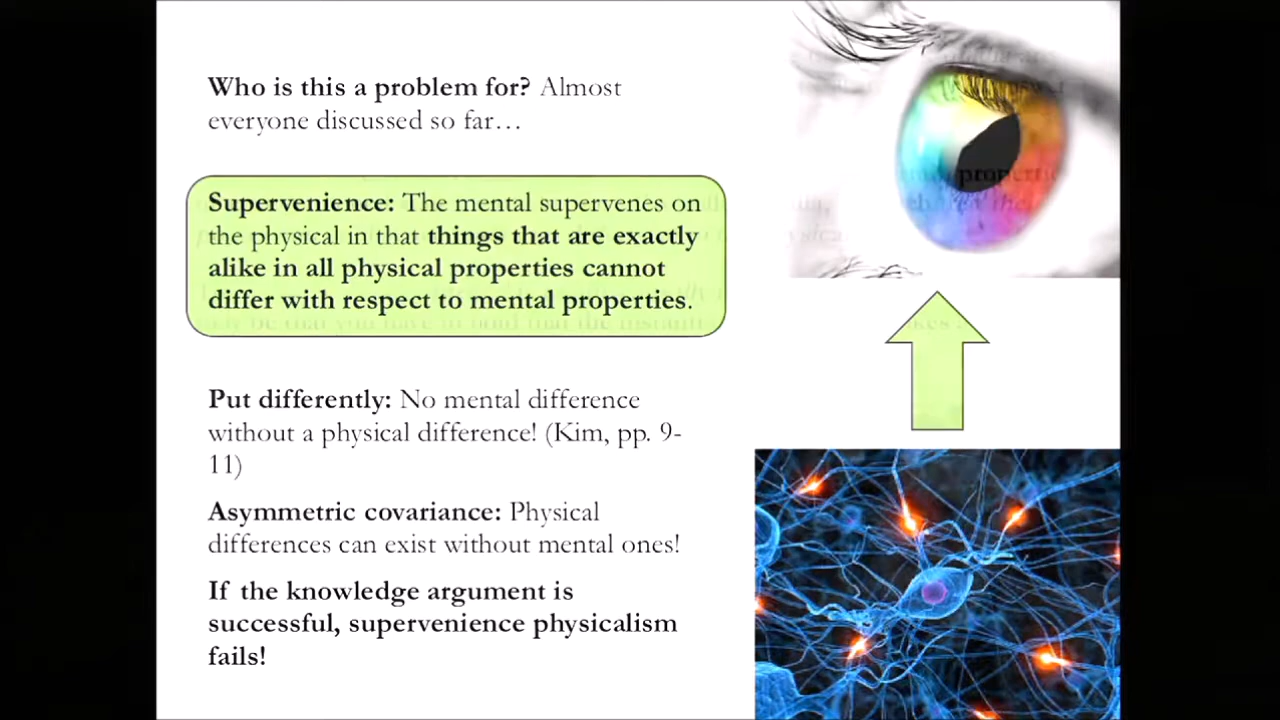 Who is this a problem for? Almost
everyone discussed so far…
Supervenience: The mental supervenes on
the physical in that things that are exactly
alike in all physical properties cannot
differ with respect to mental properties.
Put differently: No mental difference
without a physical difference! (Kim, pp. 9-
11)
Asymmetric covariance: Physical
differences can exist without mental ones!
If the knowledge argument is
successful, supervenience physicalism
fails!